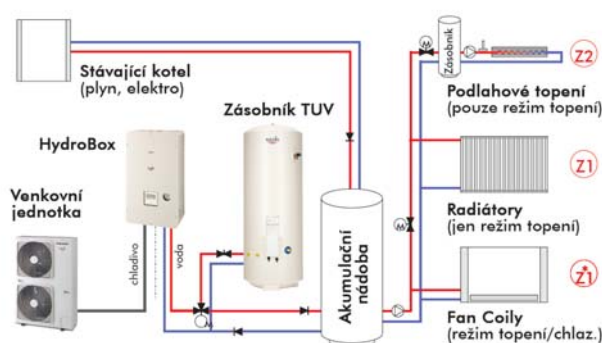 Stávající kotel
(plyn, elektro)
Zásobník TUV
HydroBox
Venkovní
jednotka
chladivo
voda
Akumulační
nádoba
M
M
M
Zásobník
Z2
Podlahové topení
(pouze režim topení)
Z1
Radiátory
(jen režim topení)
Z1*
Fan Coily
(režim topení/chlaz.)